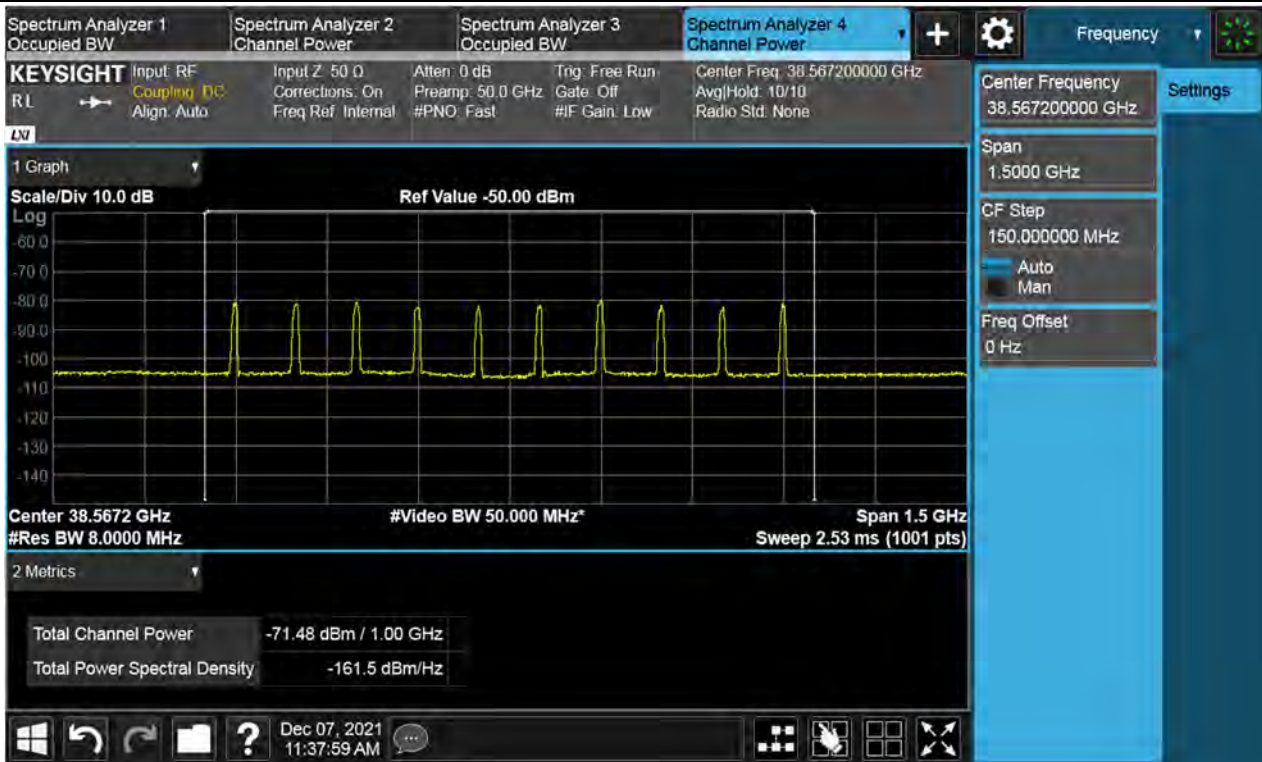 Spectrum Analyzer 1
Occupied BW
Spectrum Analyzer 2
Channel Power
Spectrum Analyzer 3
Occupied BW
Spectrum Analyzer 4
Channel Power
+
Frequency
KEYSIGHT
RL
LXI
Input: RF
Coupling: DC
Align: Auto
Input Z: 50 Ω
Corrections: On
Freq Ref: Internal
Atten: 0 dB
Preamp: 50.0 GHz
#PNO: Fast
Trig: Free Run
Gate: Off
#IF Gain: Low
Center Freq: 38.567200000 GHz
Avg|Hold: 10/10
Radio Std: None
Center Frequency
38.567200000 GHz
Settings
Span
1.5000 GHz
CF Step
150.000000 MHz
Auto
Man
Freq Offset
0 Hz
1 Graph
Scale/Div 10.0 dB
Ref Value -50.00 dBm
Log
-60.0
-70.0
-80.0
-90.0
-100
-110
-120
-130
-140
Center 38.5672 GHz
#Video BW 50.000 MHz*
Span 1.5 GHz
#Res BW 8.0000 MHz
Sweep 2.53 ms (1001 pts)
2 Metrics
Total Channel Power
-71.48 dBm / 1.00 GHz
Total Power Spectral Density
-161.5 dBm/Hz
?
Dec 07, 2021
11:37:59 AM